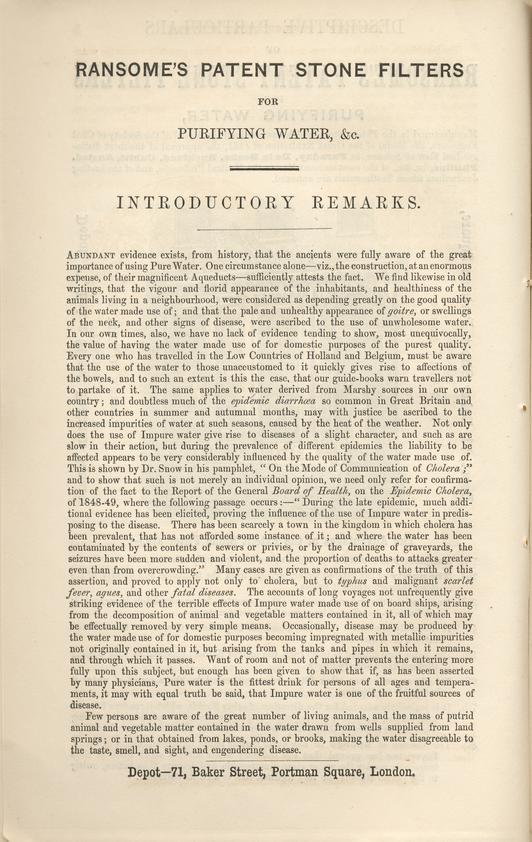 RANSOME'S PATENT STONE FILTERS
FOR
PURIFYING WATER, &c.
INTRODUCTORY REMARKS.
ABUNDANT evidence exists, from history, that the ancients were fully aware of the great
importance of using Pure Water. One circumstance alone—viz., the construction, at an enormous
expense, of their magnificent Aqueducts—sufficiently attests the fact. We find likewise in old
writings, that the vigour and florid appearance of the inhabitants, and healthiness of the
animals living in a neighbourhood, were considered as depending greatly on the good quality
of the water made use of; and that the pale and unhealthy appearance of goitre, or swellings
of the neck, and other signs of disease, were ascribed to the use of unwholesome water.
In our own times, also, we have no lack of evidence tending to show, most unequivocally,
the value of having the water made use of for domestic purposes of the purest quality.
Every one who has travelled in the Low Countries of Holland and Belgium, must be aware
that the use of the water to those unaccustomed to it quickly gives rise to affections of
the bowels, and to such an extent is this the case, that our guide-books warn travellers not
to partake of it. The same applies to water derived from Marshy sources in our own
country; and doubtless much of the epidemic diarrhœa so common in Great Britain and
other countries in summer and autumnal months, may with justice be ascribed to the
increased impurities of water at such seasons, caused by the heat of the weather. Not only
does the use of Impure water give rise to diseases of a slight character, and such as are
slow in their action, but during the prevalence of different epidemics the liability to be
affected appears to be very considerably influenced by the quality of the water made use of.
This is shown by Dr. Snow in his pamphlet, "On the Mode of Communication of Cholera;"
and to show that such is not merely an individual opinion, we need only refer for confirma-
tion of the fact to the Report of the General Board of Health, on the Epidemic Cholera,
of 1848-49, where the following passage occurs:—"During the late epidemic, much addi-
tional evidence has been elicited, proving the influence of the use of Impure water in predis-
posing to the disease. There has scarcely a town in the kingdom in which cholera has
been prevalent, that has not afforded some instance of it; and where the water has been
contaminated by the contents of sewers or privies, or by the drainage of graveyards, the
seizures have been more sudden and violent, and the proportion of deaths to attacks greater
even than from overcrowding." Many cases are given as confirmations of the truth of this
assertion, and proved to apply not only to cholera, but to typhus and malignant scarlet
fever, agues, and other fatal diseases. The accounts of long voyages not unfrequently give
striking evidence of the terrible effects of Impure water made use of on board ships, arising
from the decomposition of animal and vegetable matters contained in it, all of which may
be effectually removed by very simple means. Occasionally, disease may be produced by
the water made use of for domestic purposes becoming impregnated with metallic impurities
not originally contained in it, but arising from the tanks and pipes in which it remains,
and through which it passes. Want of room and not of matter prevents the entering more
fully upon this subject, but enough has been given to show that if, as has been asserted
by many physicians, Pure water is the fittest drink for persons of all ages and tempera-
ments, it may with equal truth be said, that Impure water is one of the fruitful sources of
disease.
Few persons are aware of the great number of living animals, and the mass of putrid
animal and vegetable matter contained in the water drawn from wells supplied from land
springs; or in that obtained from lakes, ponds, or brooks, making the water disagreeable to
the taste, smell, and sight, and engendering disease.
Depot—71, Baker Street, Portman Square, London.